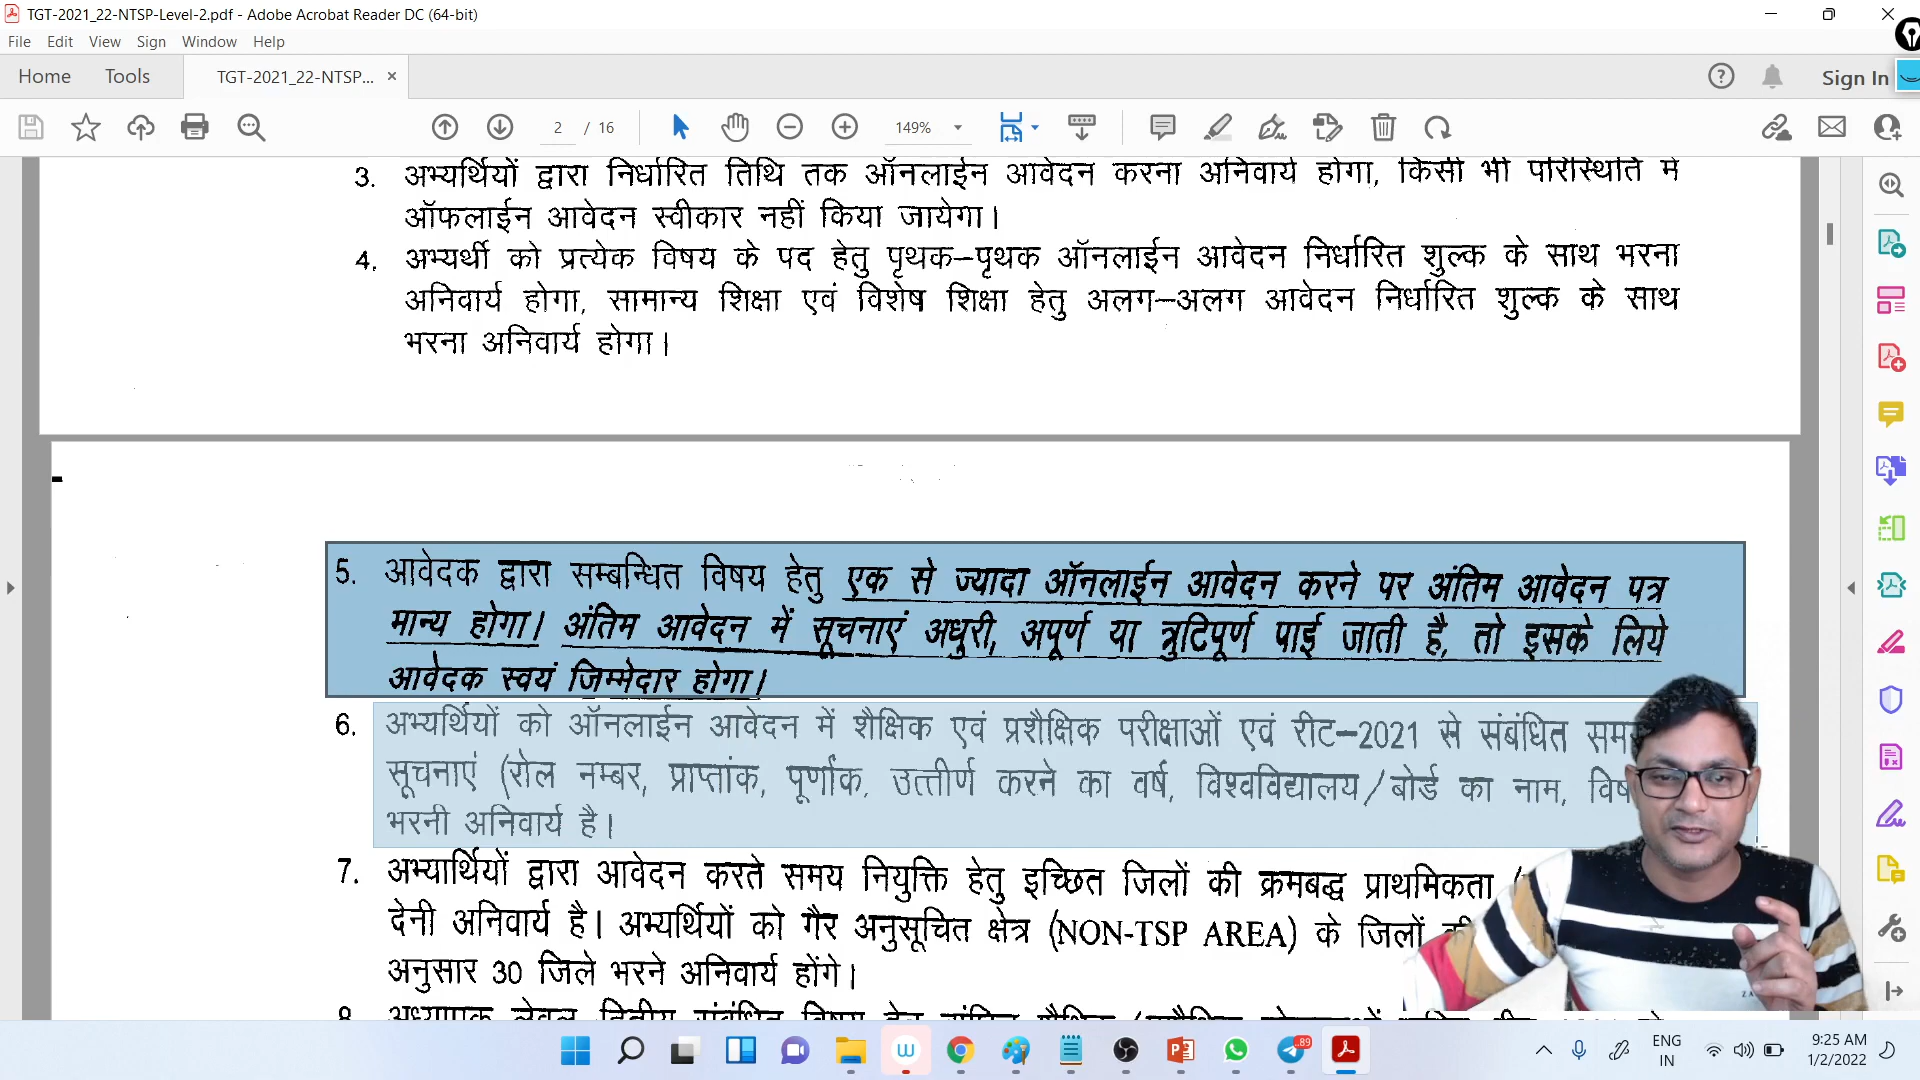 TGT-2021_22-NTSP-Level-2.pdf - Adobe Acrobat Reader DC (64-bit)
File Edit View Sign Window Help
Home Tools TGT-2021_22-NTSP... × Sign In
2 / 16 149%
3. अभ्यर्थियों द्वारा निर्धारित तिथि तक ऑनलाईन आवेदन करना अनिवार्य होगा, किसी भी परिस्थिति में
ऑफलाईन आवेदन स्वीकार नहीं किया जायेगा।
4. अभ्यर्थी को प्रत्येक विषय के पद हेतु पृथक–पृथक ऑनलाईन आवेदन निर्धारित शुल्क के साथ भरना
अनिवार्य होगा, सामान्य शिक्षा एवं विशेष शिक्षा हेतु अलग–अलग आवेदन निर्धारित शुल्क के साथ
भरना अनिवार्य होगा।
5. आवेदक द्वारा सम्बन्धित विषय हेतु एक से ज्यादा ऑनलाईन आवेदन करने पर अंतिम आवेदन पत्र
मान्य होगा। अंतिम आवेदन में सूचनाएं अधुरी, अपूर्ण या त्रुटिपूर्ण पाई जाती है, तो इसके लिये
आवेदक स्वयं जिम्मेदार होगा।
6. अभ्यर्थियों को ऑनलाईन आवेदन में शैक्षिक एवं प्रशैक्षिक परीक्षाओं एवं रीट–2021 से संबंधित
सूचनाएं (रोल नम्बर, प्राप्तांक, पूर्णांक, उत्तीर्ण करने का वर्ष, विश्वविद्यालय/बोर्ड का नाम,
भरनी अनिवार्य है।
7. अभ्यार्थियों द्वारा आवेदन करते समय नियुक्ति हेतु इच्छित जिलों की क्रमबद्ध प्राथमिकता
देनी अनिवार्य है। अभ्यर्थियों को गैर अनुसूचित क्षेत्र (NON-TSP AREA) के जिलों
अनुसार 30 जिले भरने अनिवार्य होंगे।
8 अध्यापक लेवल द्वितीय संबंधित विषय हेतु
89
ENG
IN
9:25 AM
1/2/2022